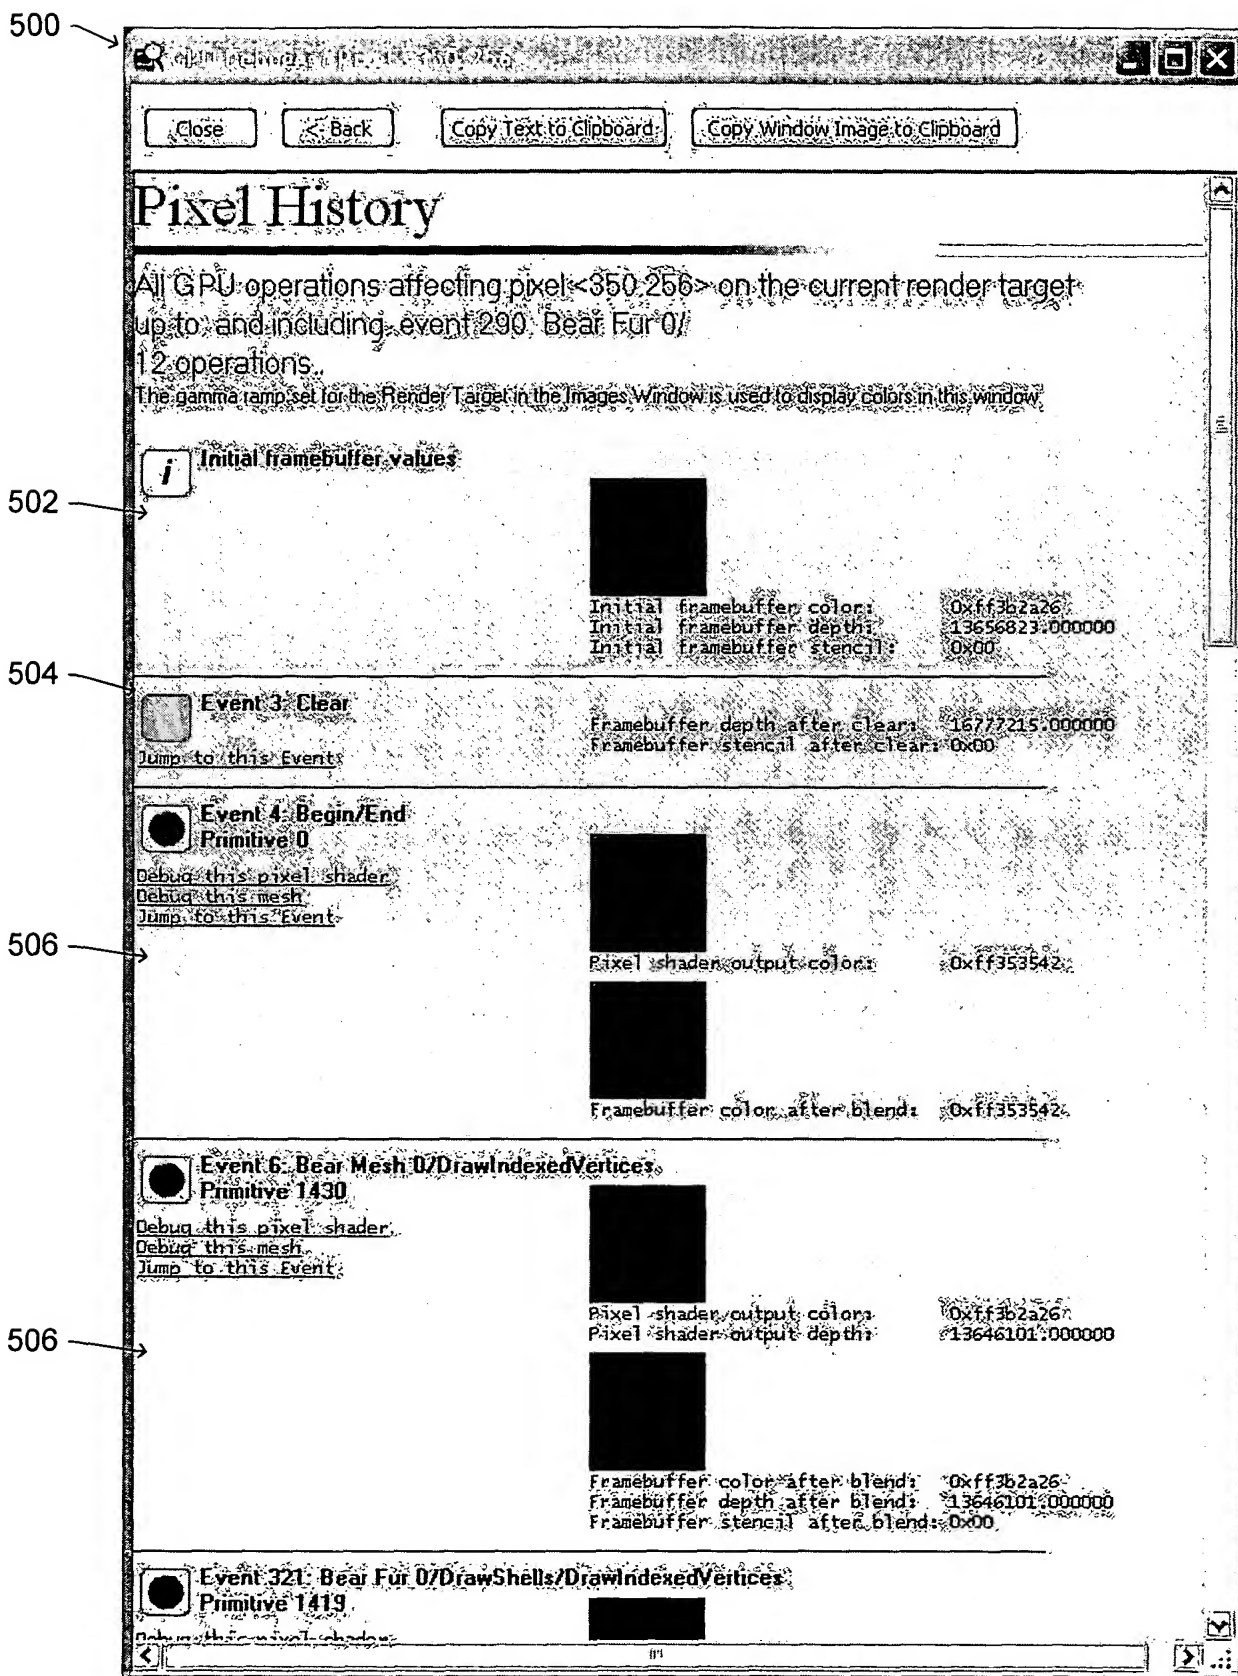 500
Close
<- Back
Copy Text to Clipboard
Copy Window Image to Clipboard
Pixel History
All GPU operations affecting pixel <350,256> on the current render target
up to, and including, event 290: Bear Fur 0/
12 operations.
The gamma ramp set for the Render Target in the Images Window is used to display colors in this window.
i
Initial framebuffer values
502
Initial framebuffer color: 0xff3b2a26
Initial framebuffer depth: 13656823.000000
Initial framebuffer stencil: 0x00
504
Event 3: Clear
Framebuffer depth after clear: 16777215.000000
Framebuffer stencil after clear: 0x00
Jump to this Event
Event 4: Begin/End
Primitive 0
Debug this pixel shader
Debug this mesh
Jump to this Event
506
Pixel shader output color: 0xff353542
Framebuffer color after blend: 0xff353542
Event 6: Bear Mesh 0/DrawIndexedVertices
Primitive 1430
Debug this pixel shader
Debug this mesh
Jump to this Event
Pixel shader output color: 0xff3b2a26
Pixel shader output depth: 13646101.000000
506
Framebuffer color after blend: 0xff3b2a26
Framebuffer depth after blend: 13646101.000000
Framebuffer stencil after blend: 0x00
Event 321: Bear Fur 0/DrawShells/DrawIndexedVertices
Primitive 1419
Debug this pixel shader